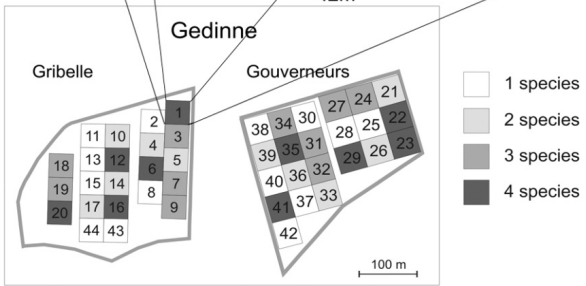 Gedinne
Gribelle
Gouverneurs
1 species
2 species
3 species
4 species
1
2
3
11 10
4
13 12
5
18
6
15 14
7
19
8
17 16
9
20
44 43
21
27 24
22
38 34 30
28 25
23
39 35 31
29 26
40 36 32
41 37 33
42
100 m